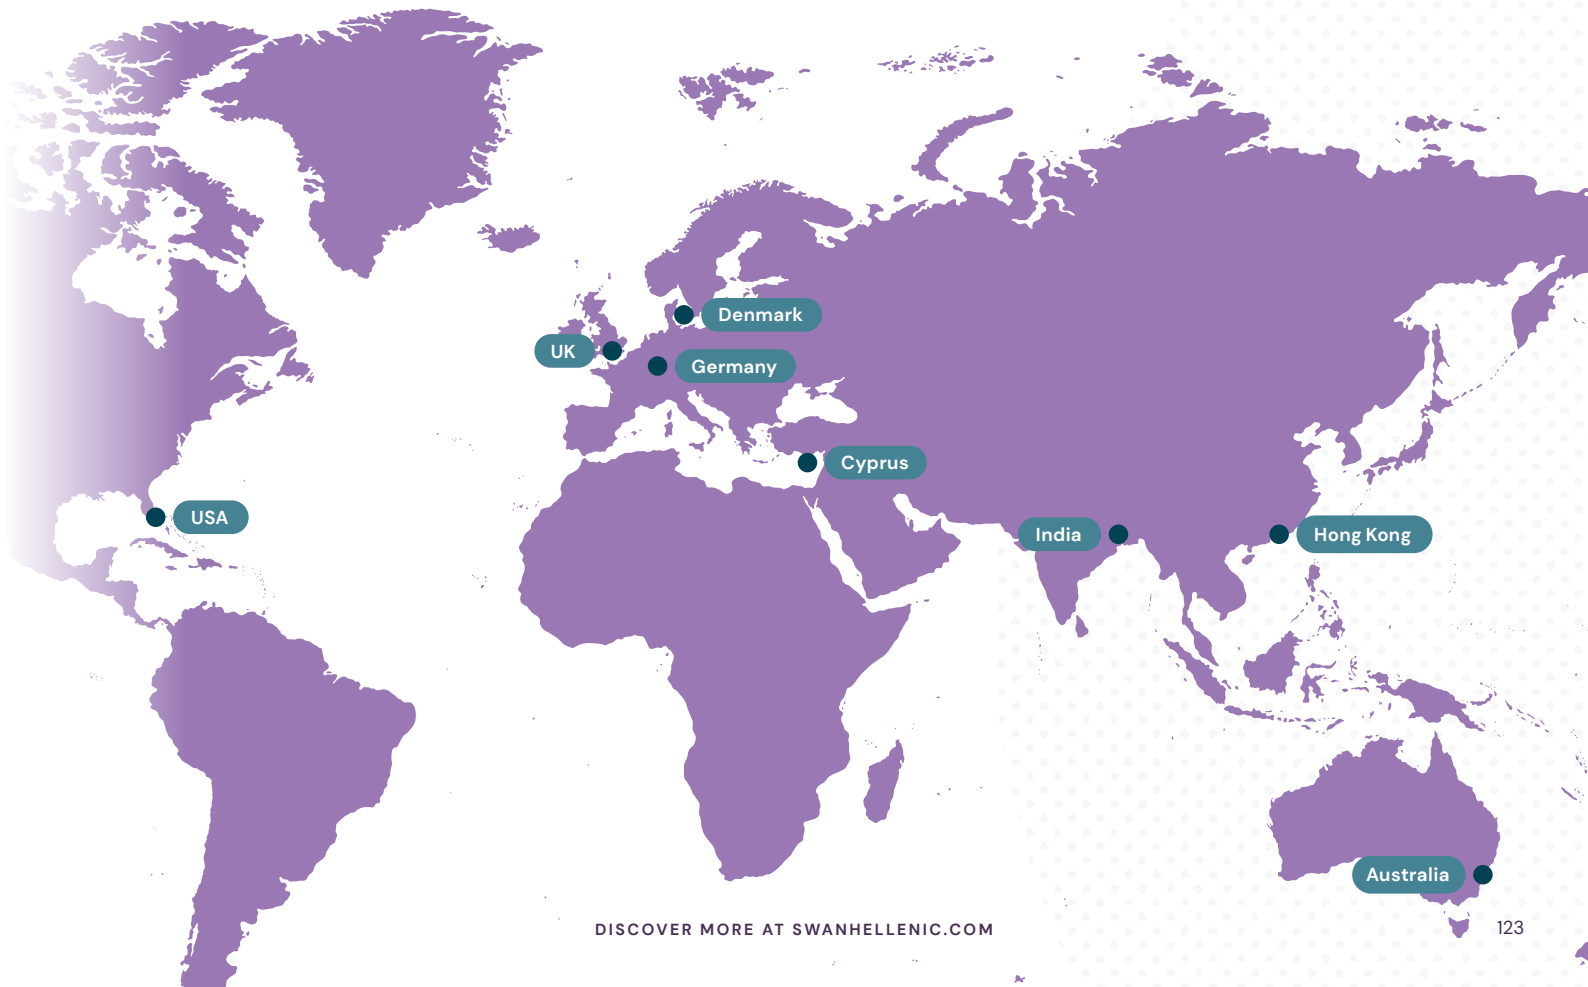 Denmark
UK
Germany
Cyprus
USA
India
Hong Kong
Australia
DISCOVER MORE AT SWANHELLENIC.COM
123